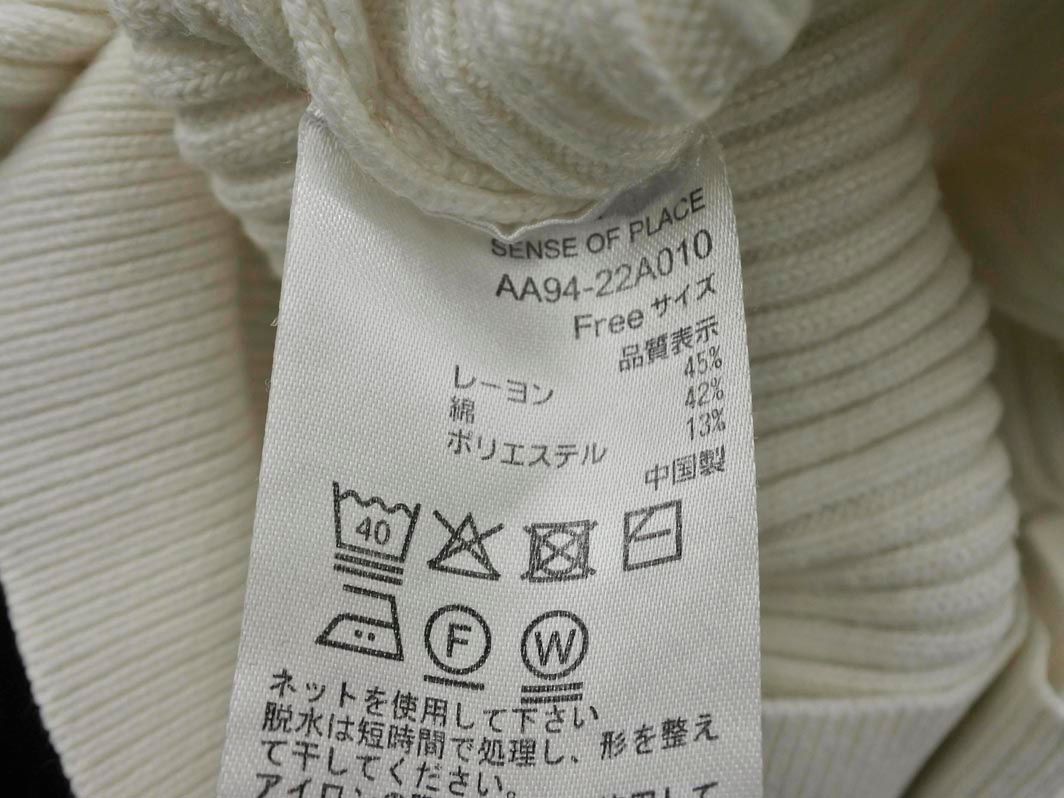 SENSE OF PLACE
AA94-22A010
Free サイズ
品質表示
レーヨン 45%
綿 42%
ポリエステル 13%
中国製
40
F W
ネットを使用して下さい
脱水は短時間で処理し、形を整え
て干してください。